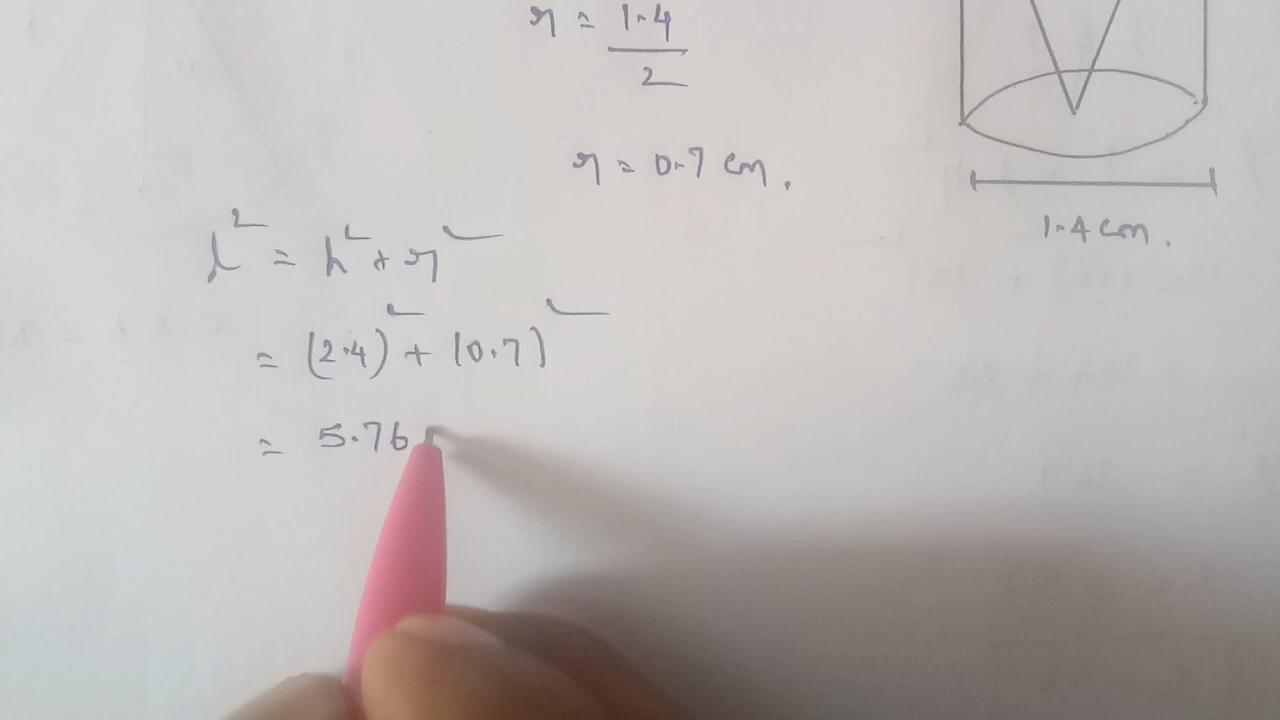 r = 1.4
2
r = 0.7 cm.
1.4 cm.
l² = h² + r²
= (2.4)² + (0.7)²
= 5.76